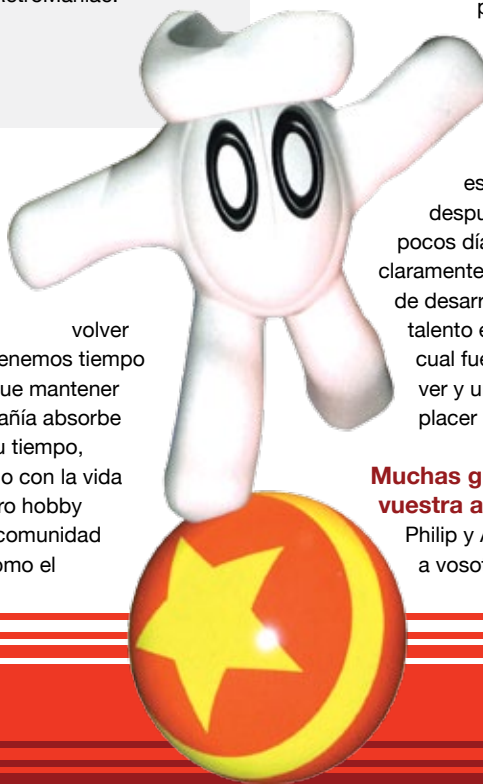 etroManías.
volver
enemos tiempo
ue mantener
añía absorbe
u tiempo,
o con la vida
ro hobby
comunidad
omo el
p
es
despu
pocos día
claramente
de desarr
talento e
cual fue
ver y u
placer
Muchas g
vuestra a
Philip y A
a vosot